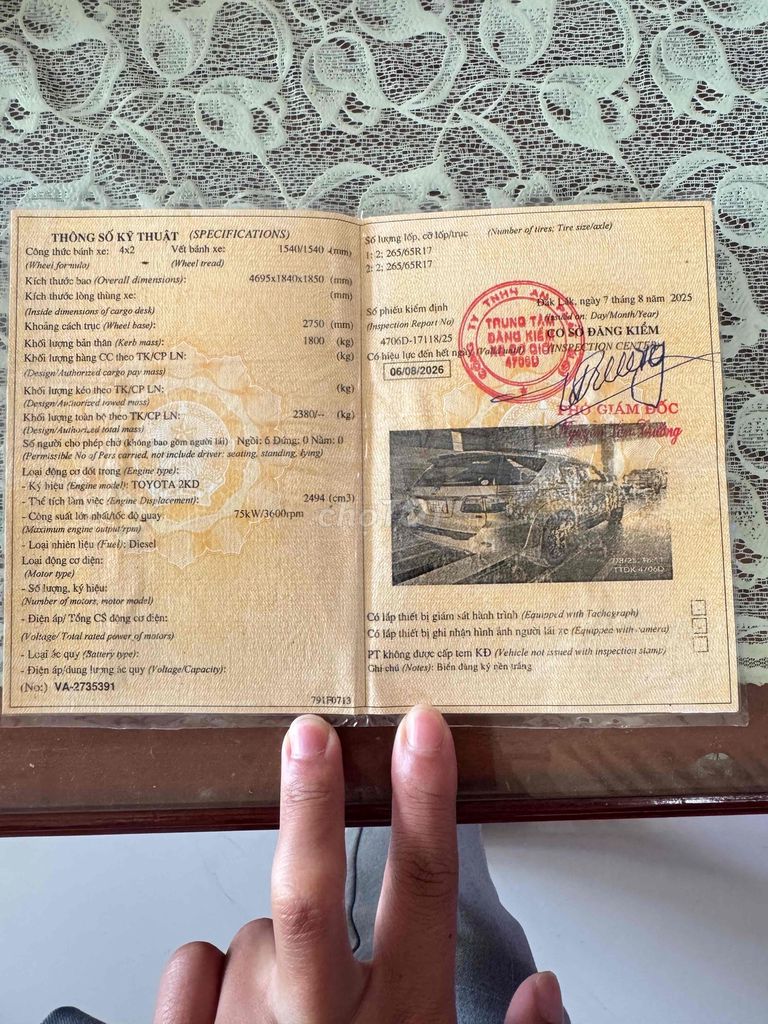 THÔNG SỐ KỸ THUẬT (SPECIFICATIONS)
Công thức bánh xe: 4x2 Vết bánh xe: 1540/1540 (mm)
(Wheel formula) (Wheel tread)
Kích thước bao (Overall dimensions): 4695x1840x1850 (mm)
Kích thước lòng thùng xe: (mm)
(Inside dimensions of cargo desk)
Khoảng cách trục (Wheel base): 2750 (mm)
Khối lượng bản thân (Kerb mass): 1800 (kg)
Khối lượng hàng CC theo TK/CP LN: (kg)
(Design/Authorized cargo pay mass)
Khối lượng kéo theo TK/CP LN: (kg)
(Design/Authorized towed mass)
Khối lượng toàn bộ theo TK/CP LN: 2380/-- (kg)
(Design/Authorized total mass)
Số người cho phép chở (không bao gồm người lái) Ngồi: 6 Đứng: 0 Nằm: 0
(Permissible No of Pers carried, not include driver: seating, standing, lying)
Loại động cơ đốt trong (Engine type):
- Ký hiệu (Engine model): TOYOTA 2KD
- Thể tích làm việc (Engine Displacement): 2494 (cm3)
- Công suất lớn nhất/tốc độ quay: 75kW/3600rpm
(Maximum engine output/rpm)
- Loại nhiên liệu (Fuel): Diesel
Loại động cơ điện:
(Motor type)
- Số lượng, ký hiệu:
(Number of motors, motor model)
- Điện áp/ Tổng CS động cơ điện:
(Voltage/ Total rated power of motors)
- Loại ắc quy (Battery type):
- Điện áp/dung lượng ắc quy (Voltage/Capacity):
(No:) VA-2735391
791F0713
Số lượng lốp, cỡ lốp/trục (Number of tires; Tire size/axle)
1: 2; 265/65R17
2: 2; 265/65R17
Đắk Lắk, ngày 7 tháng 8 năm 2025
(Issued on: Day/Month/Year)
Số phiếu kiểm định
(Inspection Report No)
4706D-17118/25
CƠ SỞ ĐĂNG KIỂM
(INSPECTION CENTER)
Có hiệu lực đến hết ngày
06/08/2026
TRUNG TÂM
ĐĂNG KIỂM
XE CƠ GIỚI
4706D
PHÓ GIÁM ĐỐC
chợTỐT
TTDK 4706D
Có lắp thiết bị giám sát hành trình (Equipped with Tachograph)
Có lắp thiết bị ghi nhận hình ảnh người lái xe (Equipped with camera)
PT không được cấp tem KĐ (Vehicle not issued with inspection stamp)
Ghi chú (Notes): Biển đăng ký nền trắng